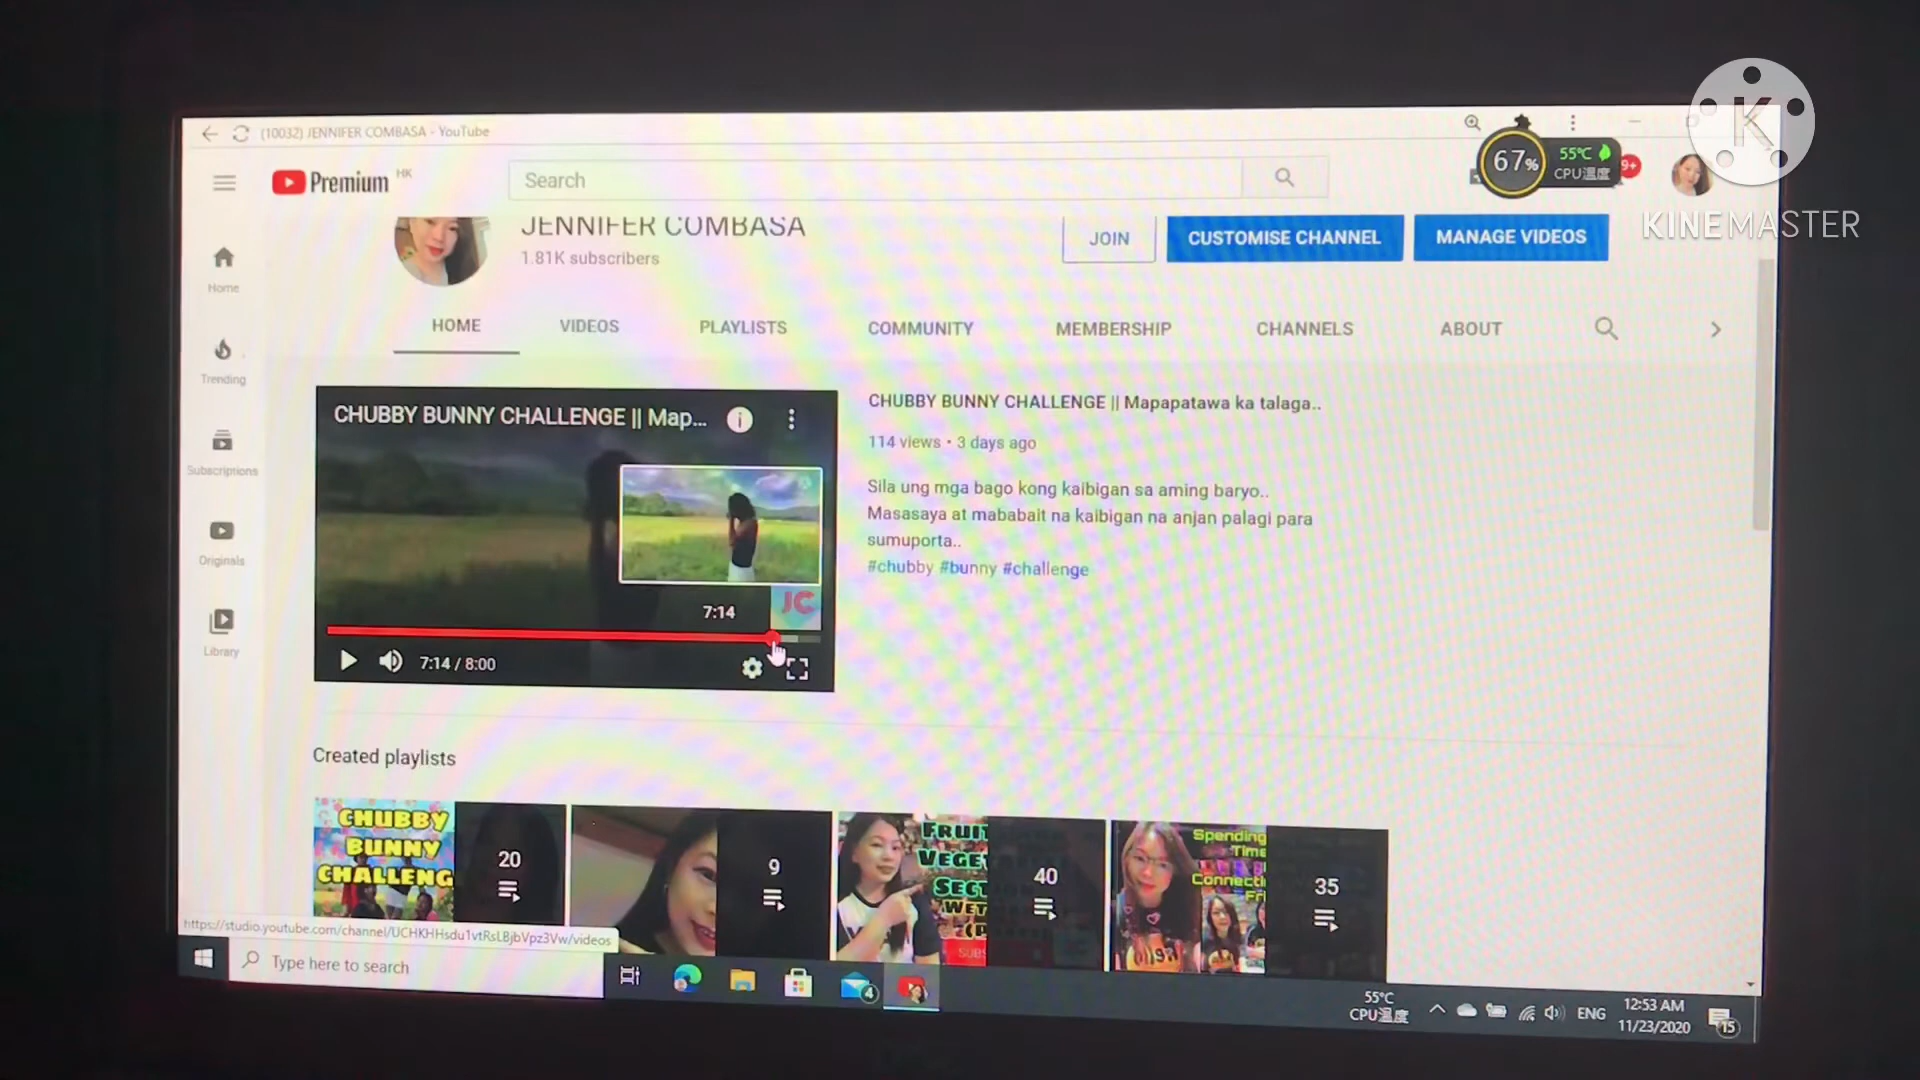 (10032) JENNIFER COMBASA - YouTube
67%
55℃
CPU温度
9+
Premium HK
Search
KINEMASTER
JENNIFER COMBASA
1.81K subscribers
JOIN
CUSTOMISE CHANNEL
MANAGE VIDEOS
Home
Trending
Subscriptions
Originals
Library
HOME
VIDEOS
PLAYLISTS
COMMUNITY
MEMBERSHIP
CHANNELS
ABOUT
CHUBBY BUNNY CHALLENGE || Map...
JC
7:14
7:14 / 8:00
CHUBBY BUNNY CHALLENGE || Mapapatawa ka talaga..
114 views • 3 days ago
Sila ung mga bago kong kaibigan sa aming baryo..
Masasaya at mababait na kaibigan na anjan palagi para
sumuporta..
#chubby #bunny #challenge
Created playlists
CHUBBY
BUNNY
CHALLENG
20
9
FRUIT
VEGE
SECT
WET
(P
SUBS
40
Spending
Time
Connecti
Fri
35
https://studio.youtube.com/channel/UCHKHHsdu1vtRsLBjbVpz3Vw/videos
Type here to search
4
55℃
CPU温度
ENG
12:53 AM
11/23/2020
15